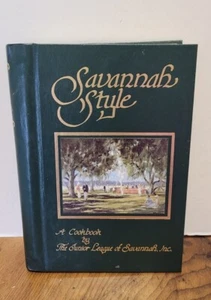 Savannah
Style
A Cookbook
by
The Junior League of Savannah, Inc.